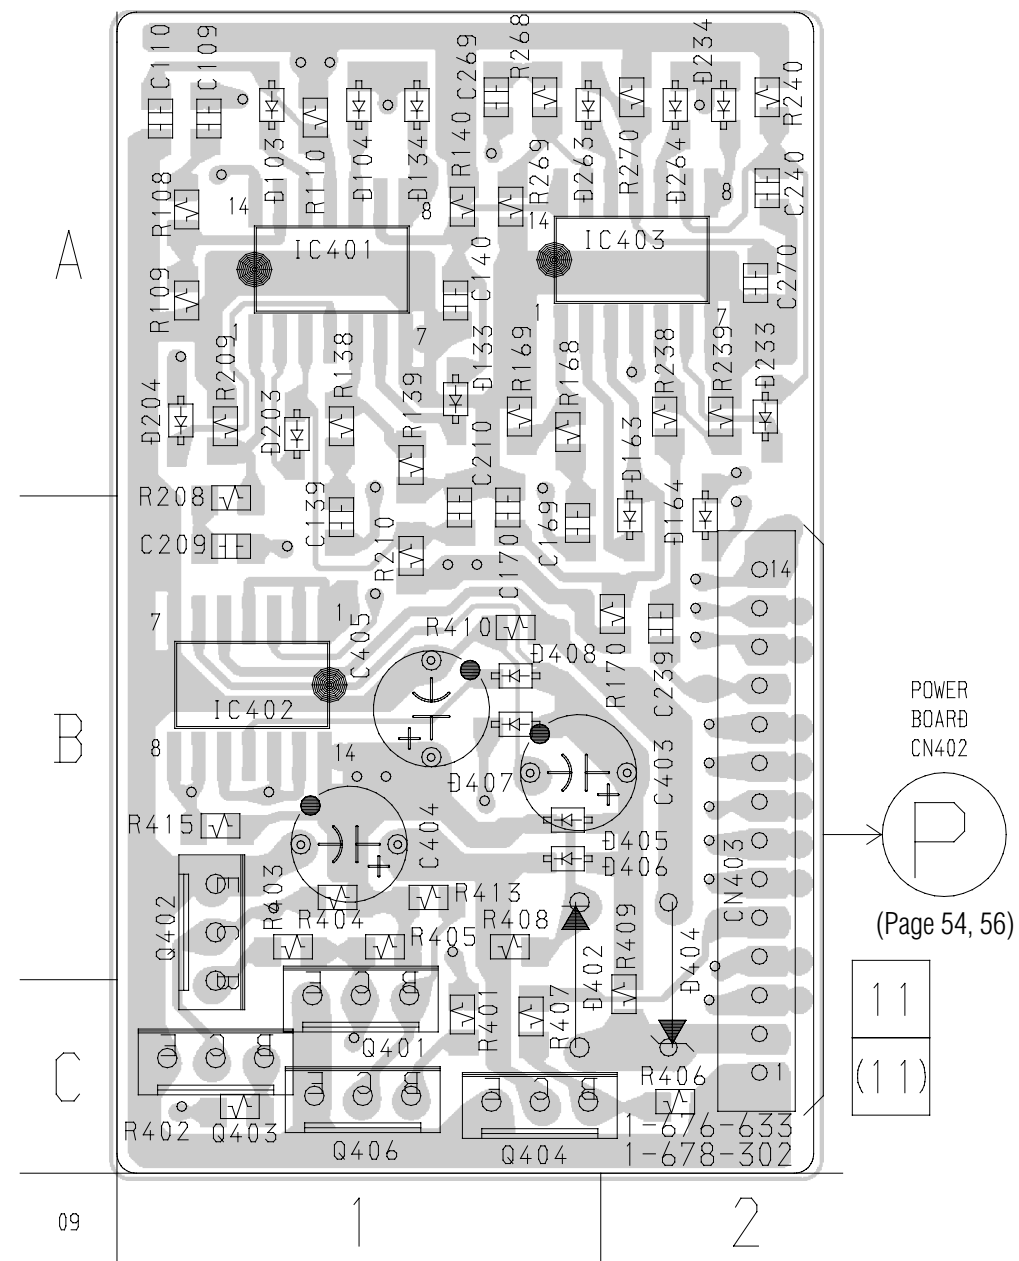 C110
C109
C269
R268
D234
R240
R108
D103
R110
D104
D134
R140
R269
D263
R270
D264
C240
14
8
14
8
IC401
IC403
A
R109
C140
C270
1
7
1
7
D204
R209
D203
R138
R139
D133
R169
R168
D163
R238
R239
D233
R208
C139
C210
C169
D164
C209
R210
C170
14
7
1
C405
R410
D408
R170
C239
IC402
B
8
14
D407
C403
POWER
BOARD
CN402
R415
C404
D405
D406
CN403
P
Q402
R403
R404
R413
R405
R408
D402
R409
D404
(Page 54, 56)
11
(11)
R401
R407
Q401
C
R406
1
R402
Q403
Q406
Q404
1-676-633
1-678-302
09
1
2